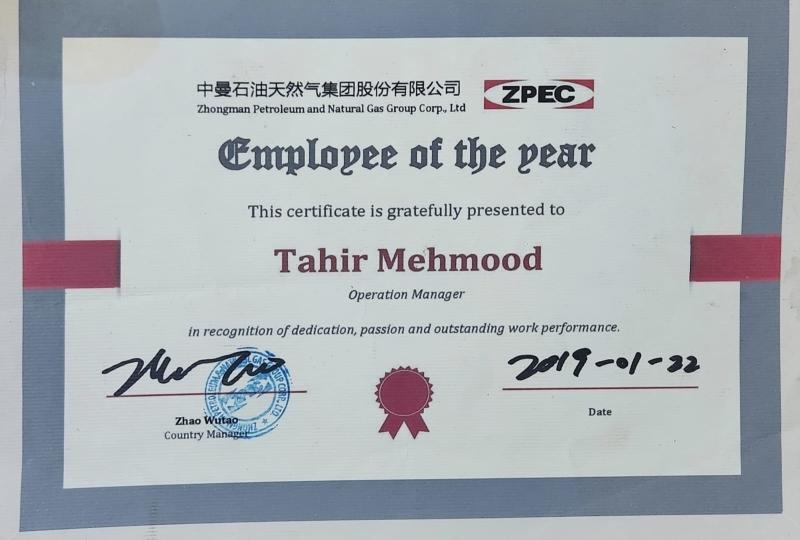 中曼石油天然气集团股份有限公司
Zhongman Petroleum and Natural Gas Group Corp., Ltd
ZPEC
Employee of the year
This certificate is gratefully presented to
Tahir Mehmood
Operation Manager
in recognition of dedication, passion and outstanding work performance.
2019-01-22
Zhao Wutao
Country Manager
Date